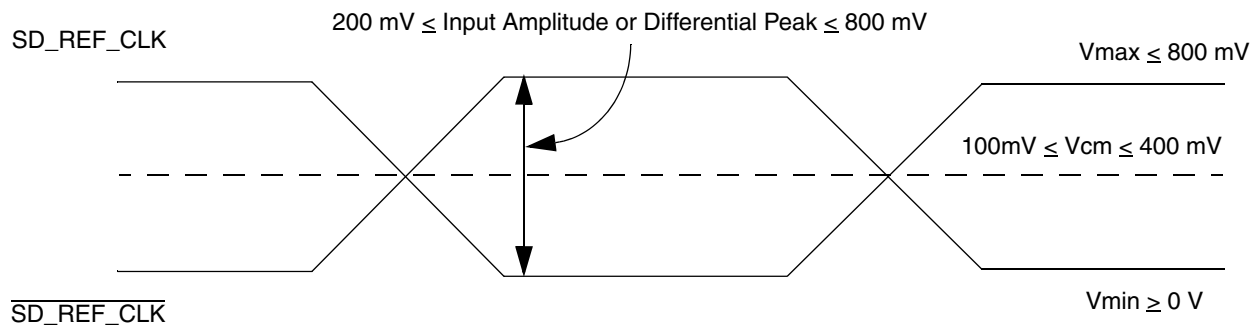 200 mV ≤ Input Amplitude or Differential Peak ≤ 800 mV
SD_REF_CLK
Vmax ≤ 800 mV
100mV ≤ Vcm ≤ 400 mV
Vmin ≥ 0 V
S̅D̅_̅R̅E̅F̅_̅C̅L̅K̅